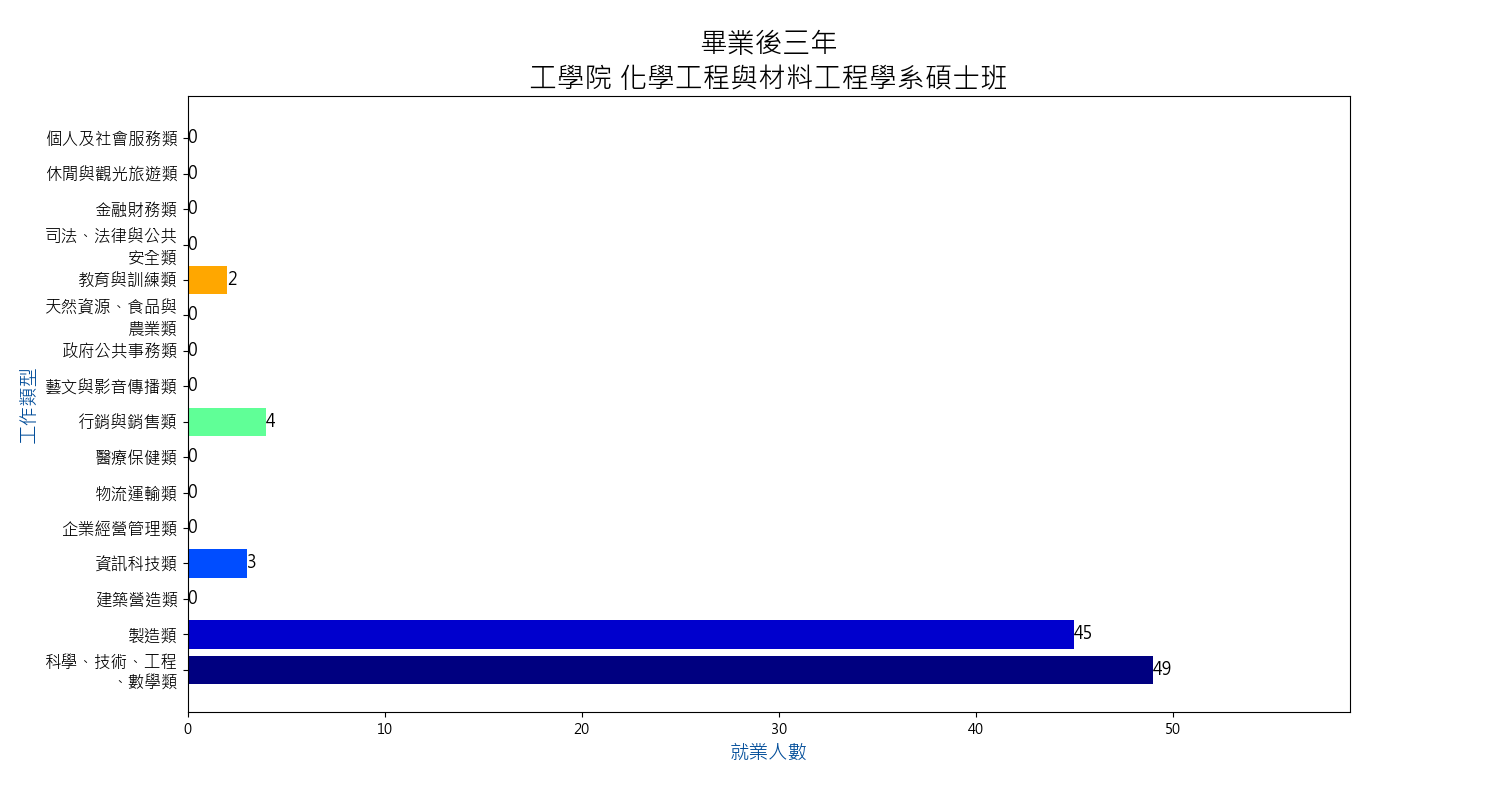 畢業後三年
工學院 化學工程與材料工程學系碩士班
個人及社會服務類 0
休閒與觀光旅遊類 0
金融財務類 0
司法、法律與公共
安全類 0
教育與訓練類 2
天然資源、食品與
農業類 0
政府公共事務類 0
藝文與影音傳播類 0
行銷與銷售類 4
醫療保健類 0
物流運輸類 0
企業經營管理類 0
資訊科技類 3
建築營造類 0
製造類 45
科學、技術、工程
、數學類 49
工作類型
0 10 20 30 40 50
就業人數